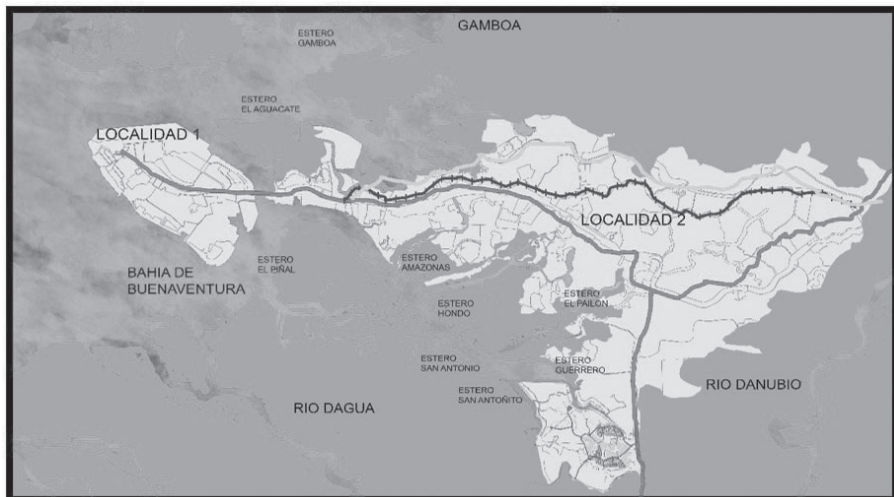 GAMBOA
ESTERO
GAMBOA
ESTERO
EL AGUACATE
LOCALIDAD 1
LOCALIDAD 2
BAHIA DE
BUENAVENTURA
ESTERO
EL PIÑAL
ESTERO
AMAZONAS
ESTERO
HONDO
ESTERO
EL PAILON
ESTERO
SAN ANTONIO
ESTERO
GUERRERO
ESTERO
SAN ANTOÑITO
RIO DAGUA
RIO DANUBIO